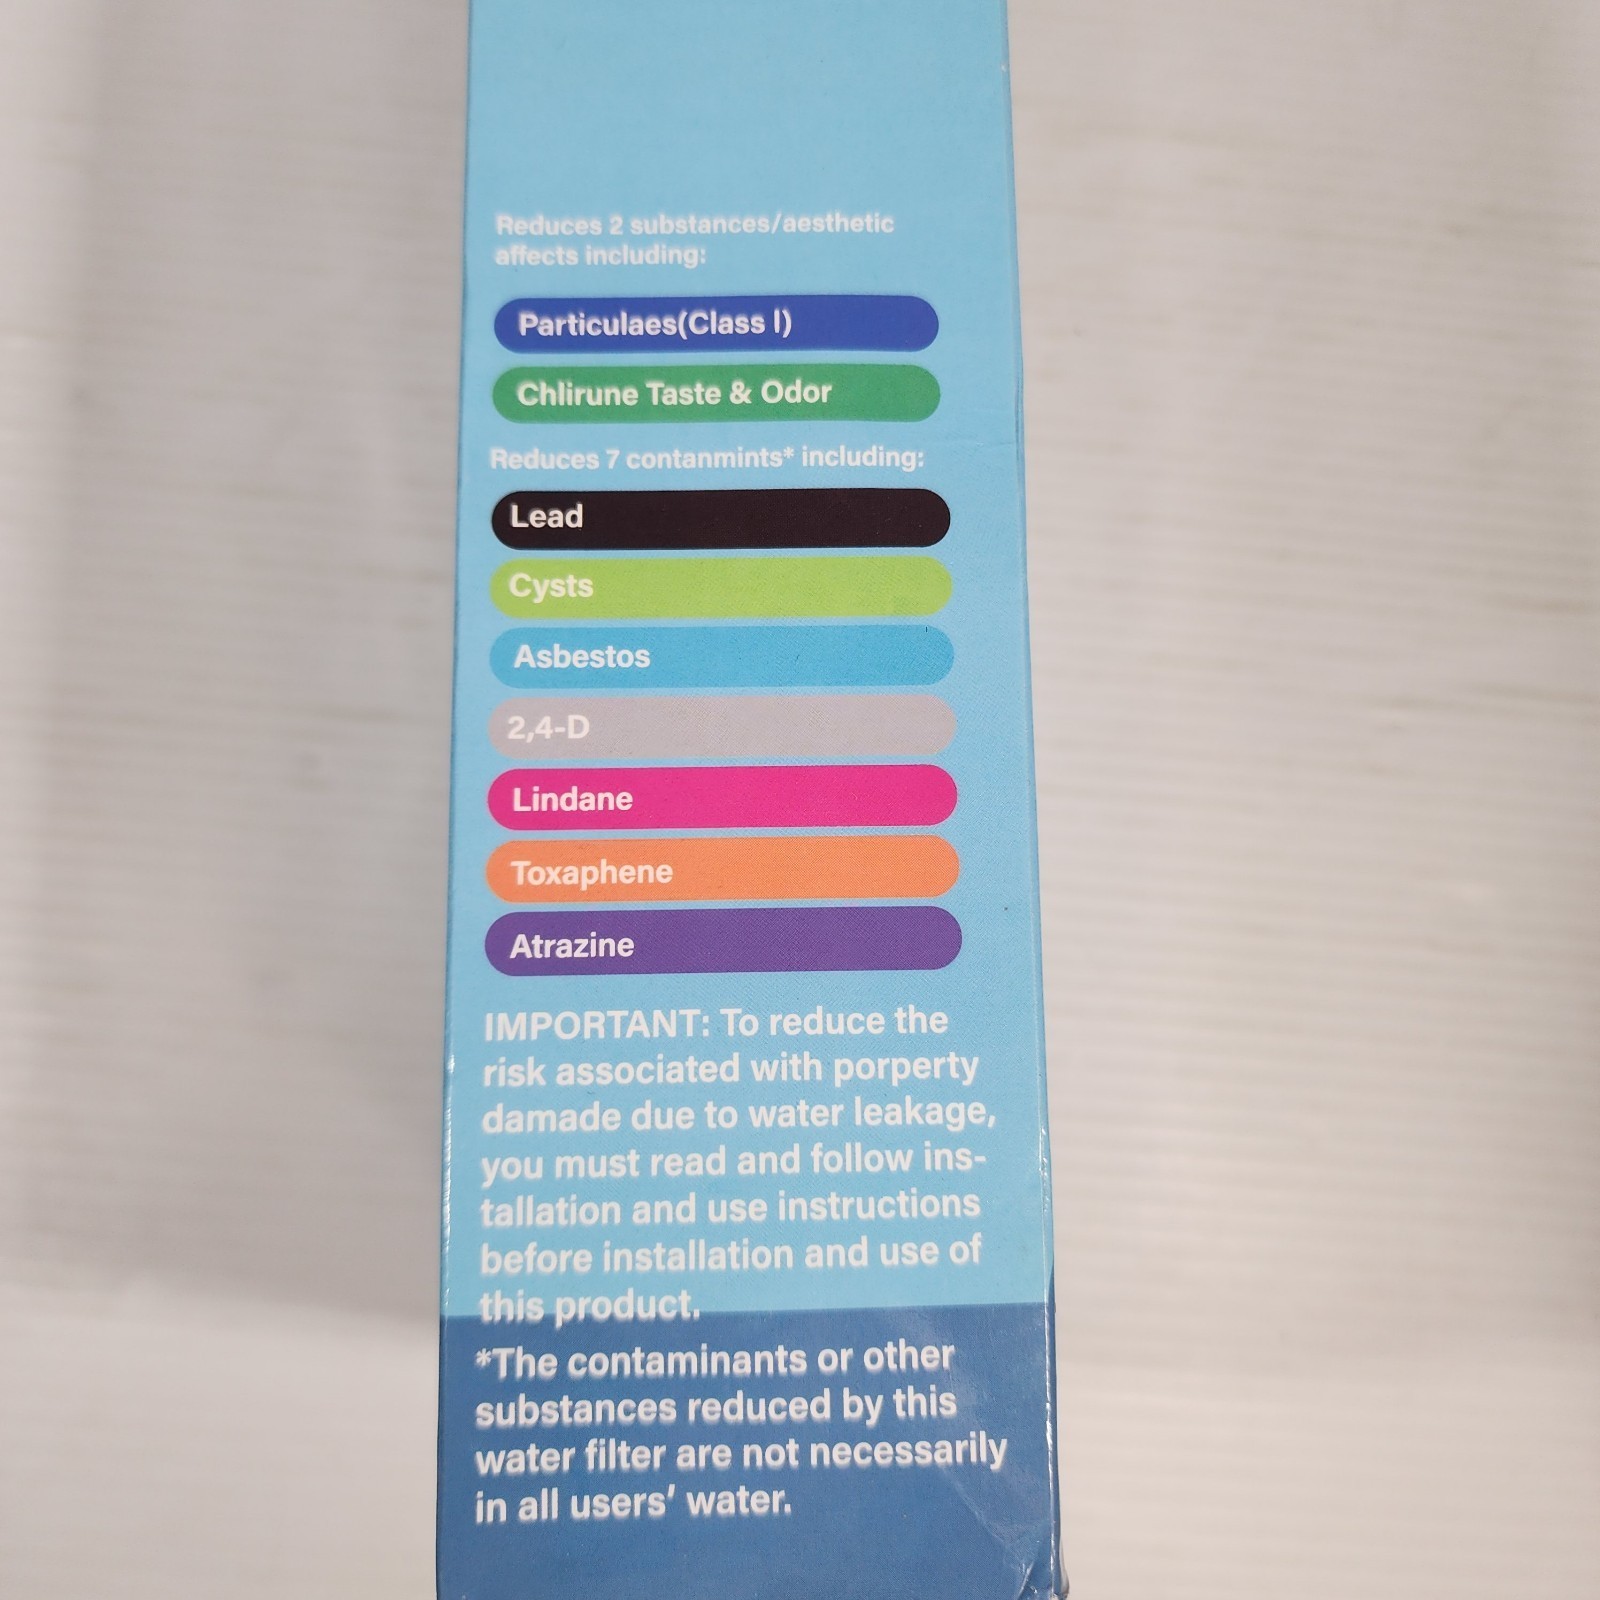 Reduces 2 substances/aesthetic
affects including:
Particulaes(Class I)
Chlirune Taste & Odor
Reduces 7 contanmints* including:
Lead
Cysts
Asbestos
2,4-D
Lindane
Toxaphene
Atrazine
IMPORTANT: To reduce the
risk associated with porperty
damade due to water leakage,
you must read and follow ins-
tallation and use instructions
before installation and use of
this product.
*The contaminants or other
substances reduced by this
water filter are not necessarily
in all users’ water.